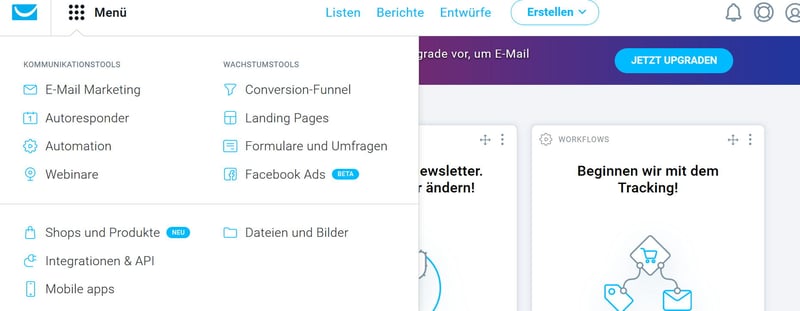 Menü
Listen
Berichte
Entwürfe
Erstellen
KOMMUNIKATIONSTOOLS
E-Mail Marketing
1
Autoresponder
Automation
Webinare
WACHSTUMSTOOLS
Conversion-Funnel
Landing Pages
Formulare und Umfragen
Facebook Ads BETA
Shops und Produkte NEU
Integrationen & API
Mobile apps
Dateien und Bilder
vor, um E-Mail
JETZT UPGRADEN
ändern!
WORKFLOWS
Beginnen wir mit dem
Tracking!